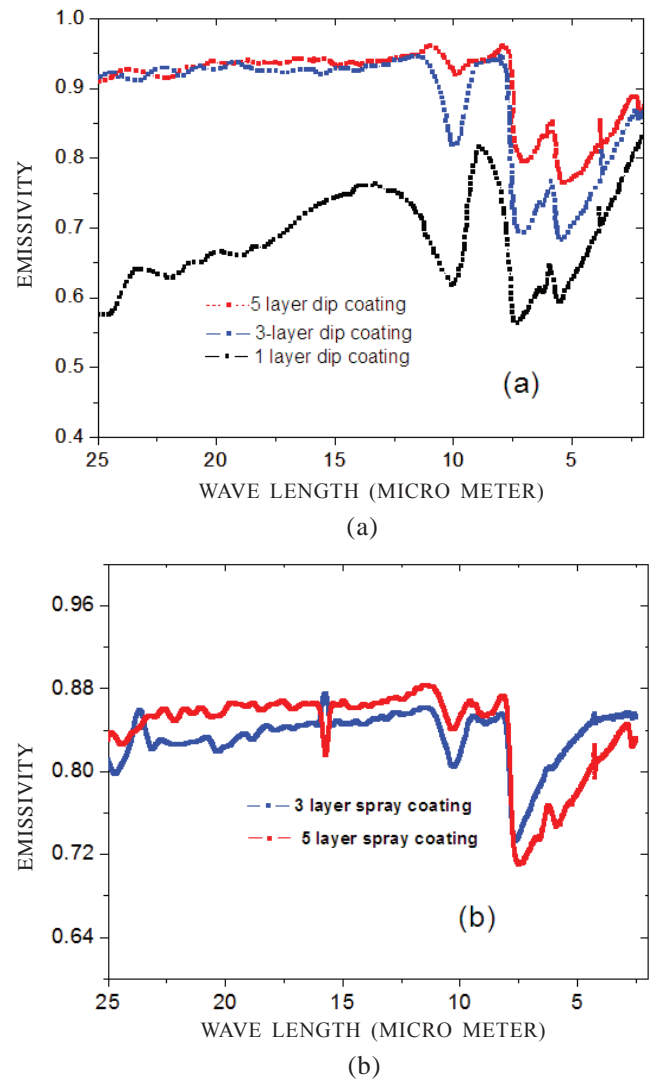 1.0
0.9
0.8
0.7
0.6
0.5
0.4
EMISSIVITY
5 layer dip coating
3-layer dip coating
1 layer dip coating
(a)
25 20 15 10 5
WAVE LENGTH (MICRO METER)
(a)
0.96
0.88
0.80
0.72
0.64
EMISSIVITY
3 layer spray coating
5 layer spray coating
(b)
25 20 15 10 5
WAVE LENGTH (MICRO METER)
(b)